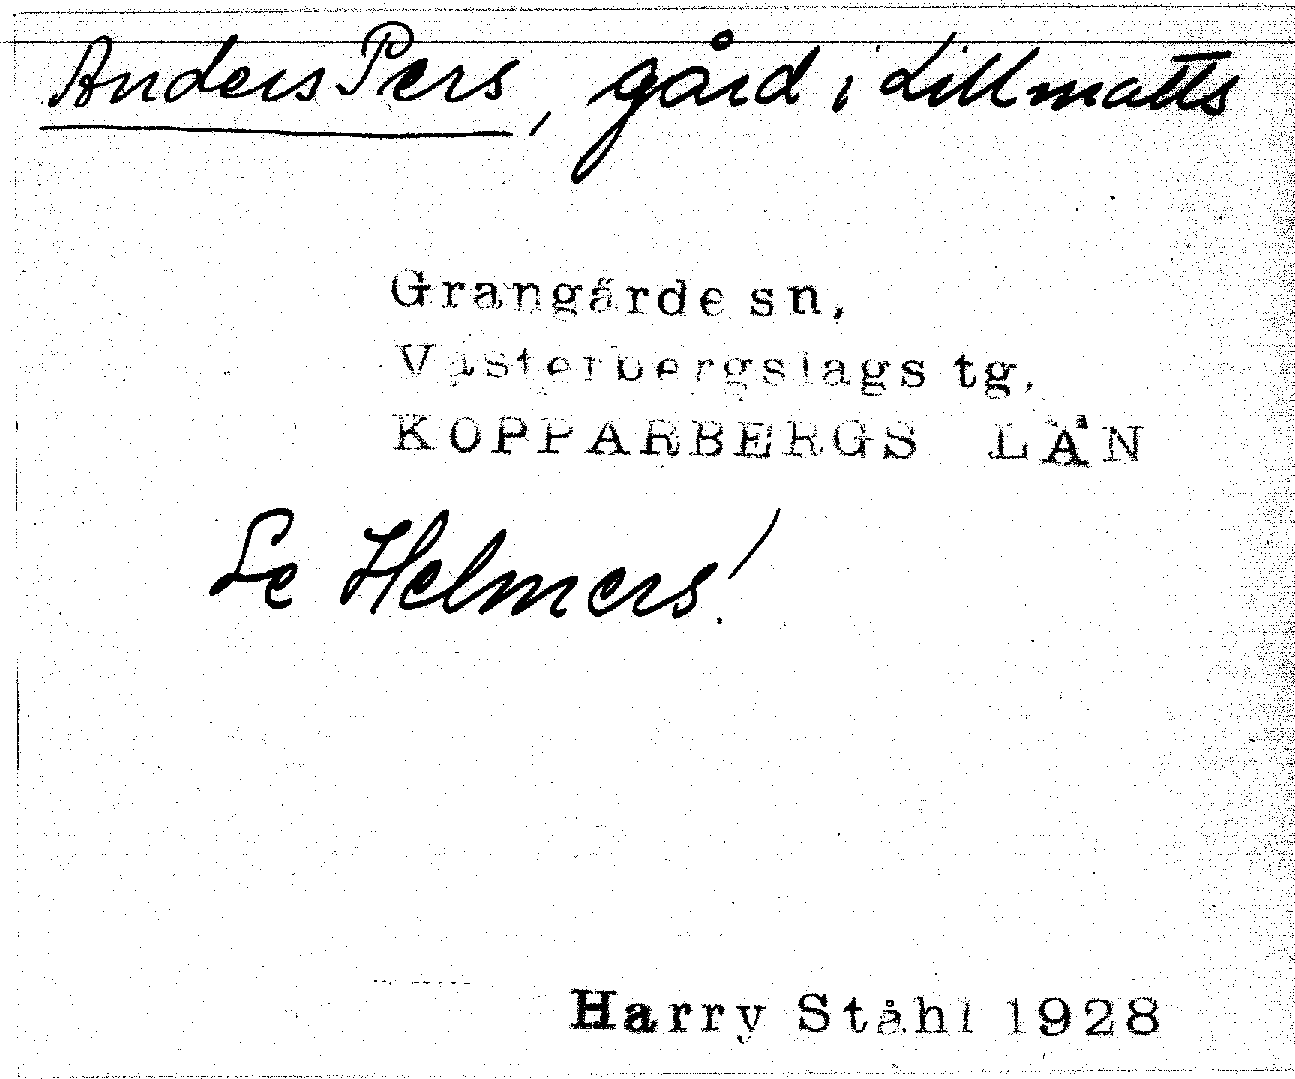 Anders Pers, gård i Lillmatts
Grangärde sn,
Västerbergslags tg.
KOPPARBERGS LÄN
Se Helmers!
Harry Ståhl 1928